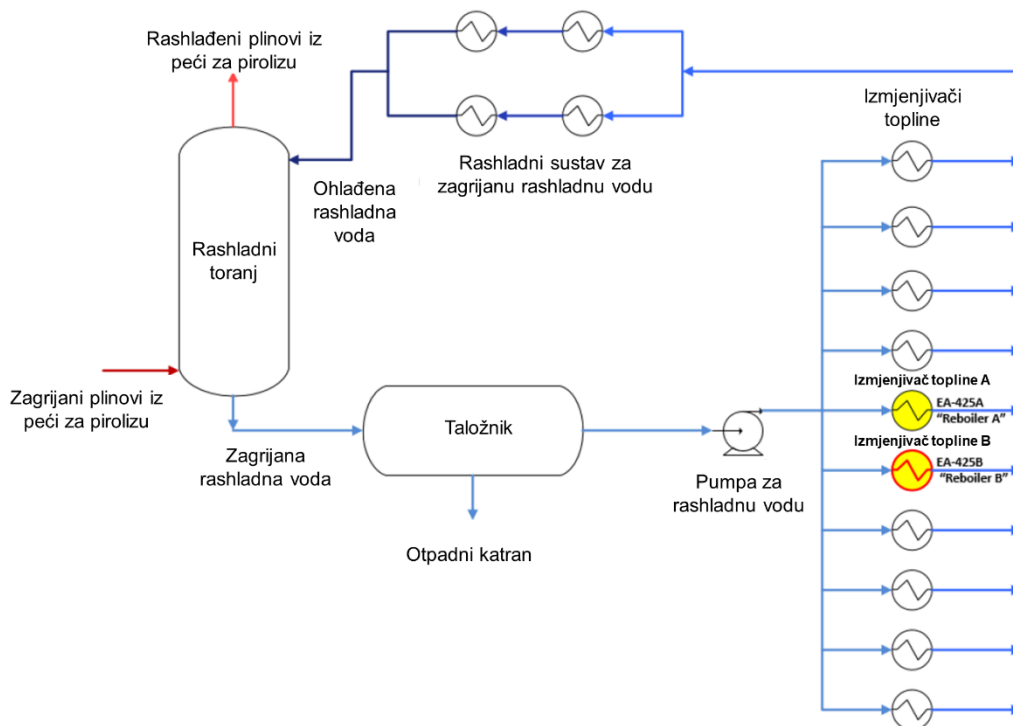 Rashlađeni plinovi iz
peći za pirolizu
Izmjenjivači
topline
Rashladni sustav za
zagrijanu rashladnu vodu
Ohlađena
rashladna
voda
Rashladni
toranj
Zagrijani plinovi iz
peći za pirolizu
Zagrijana
rashladna voda
Taložnik
Otpadni katran
Pumpa za
rashladnu vodu
Izmjenjivač topline A
EA-425A
“Reboiler A”
Izmjenjivač topline B
EA-425B
“Reboiler B”